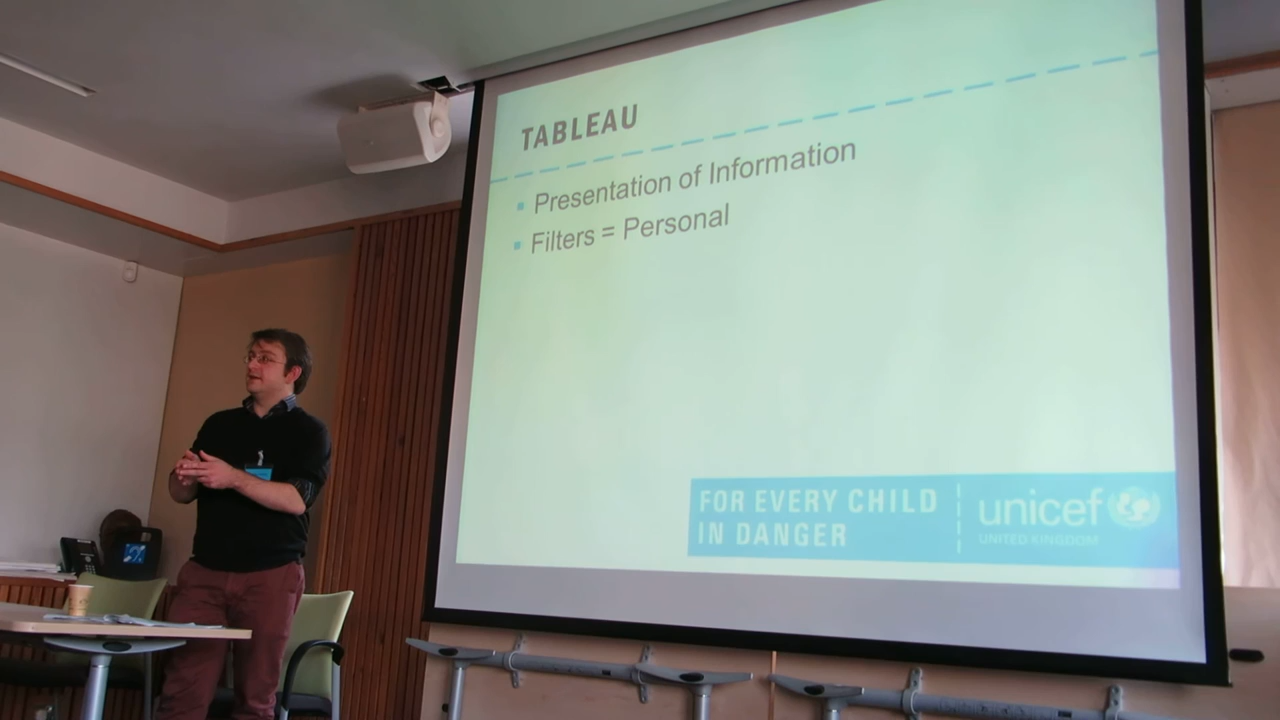 TABLEAU
Presentation of Information
Filters = Personal
FOR EVERY CHILD
IN DANGER
unicef
UNITED KINGDOM